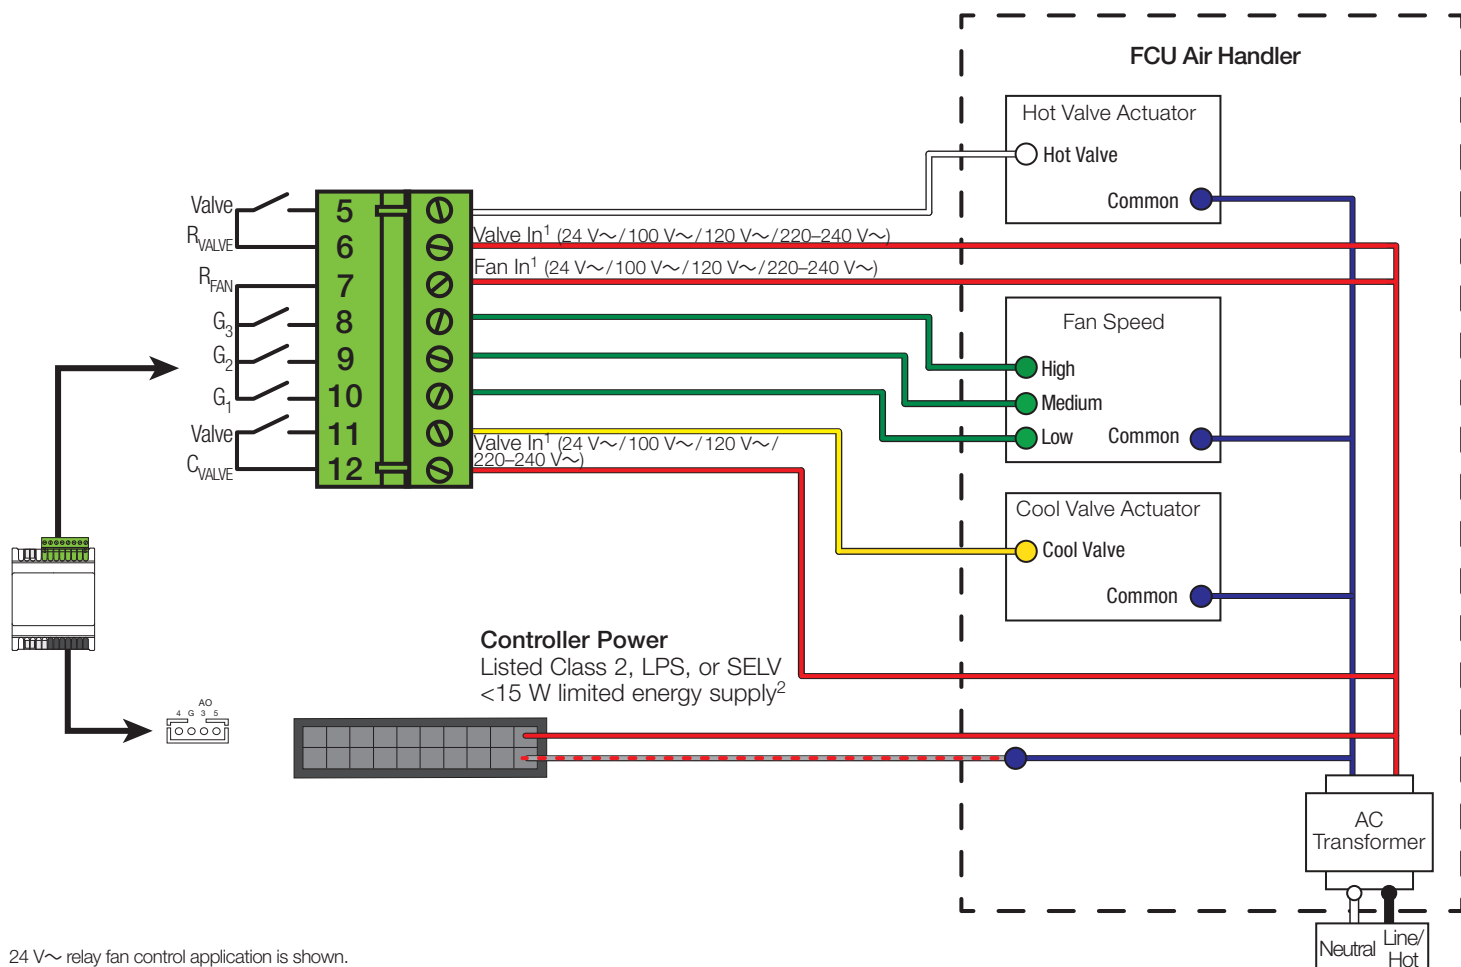 FCU Air Handler
Hot Valve Actuator
Hot Valve
Common
Valve
5
R VALVE
6
Valve In¹ (24 V~/100 V~/120 V~/220–240 V~)
R FAN
7
Fan In¹ (24 V~/100 V~/120 V~/220–240 V~)
G3
8
G2
9
G1
10
Fan Speed
High
Medium
Low
Common
Valve
11
C VALVE
12
Valve In¹ (24 V~/100 V~/120 V~/
220–240 V~)
Cool Valve Actuator
Cool Valve
Common
Controller Power
Listed Class 2, LPS, or SELV
<15 W limited energy supply²
AO
4 G 3 5
AC
Transformer
Neutral
Line/
Hot
24 V~ relay fan control application is shown.